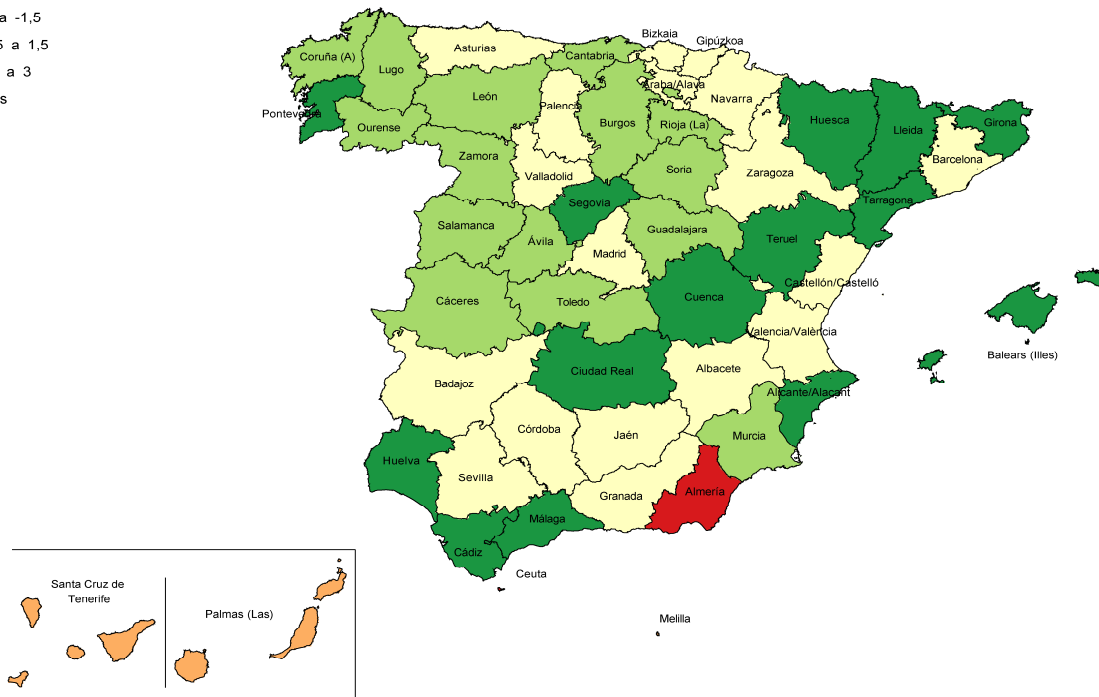 a -1,5
5 a 1,5
a 3
s
Coruña (A)
Lugo
Asturias
Cantabria
Bizkaia
Gipúzkoa
Araba/Alava
Navarra
Pontevedra
Ourense
León
Palencia
Burgos
Rioja (La)
Huesca
Lleida
Girona
Barcelona
Zamora
Valladolid
Soria
Zaragoza
Tarragona
Segovia
Salamanca
Ávila
Madrid
Guadalajara
Teruel
Castellón/Castelló
Cáceres
Toledo
Cuenca
Valencia/València
Balears (Illes)
Badajoz
Ciudad Real
Albacete
Alicante/Alacant
Córdoba
Jaén
Murcia
Huelva
Sevilla
Granada
Almería
Málaga
Cádiz
Ceuta
Melilla
Santa Cruz de
Tenerife
Palmas (Las)